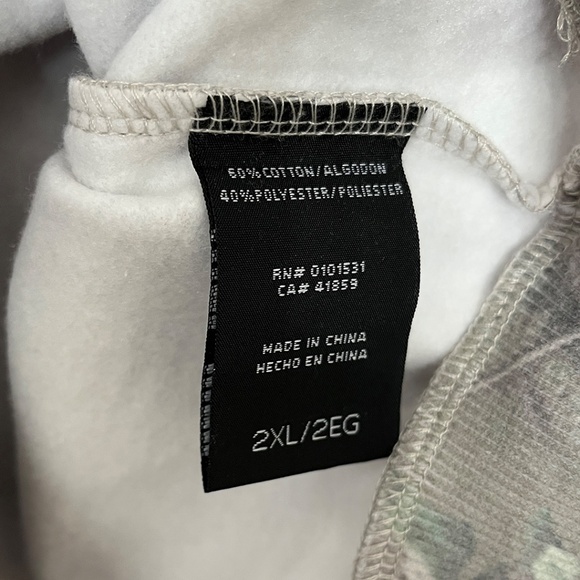 60% COTTON/ALGODON
40%POLYESTER/POLIESTER
RN# 0101531
CA# 41859
MADE IN CHINA
HECHO EN CHINA
2XL/2EG